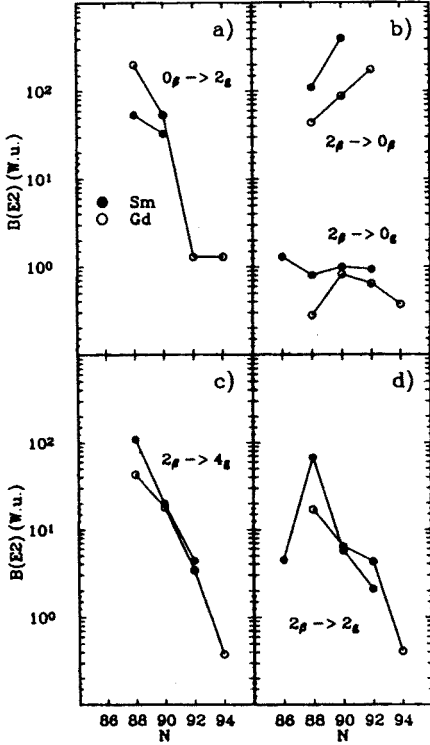 a)
0β -> 2g
10²
10¹
10⁰
B(E2) (W.u.)
● Sm
○ Gd
b)
2β -> 0β
2β -> 0g
c)
2β -> 4g
10²
10¹
10⁰
B(E2) (W.u.)
86 88 90 92 94
N
d)
2β -> 2g
86 88 90 92 94
N